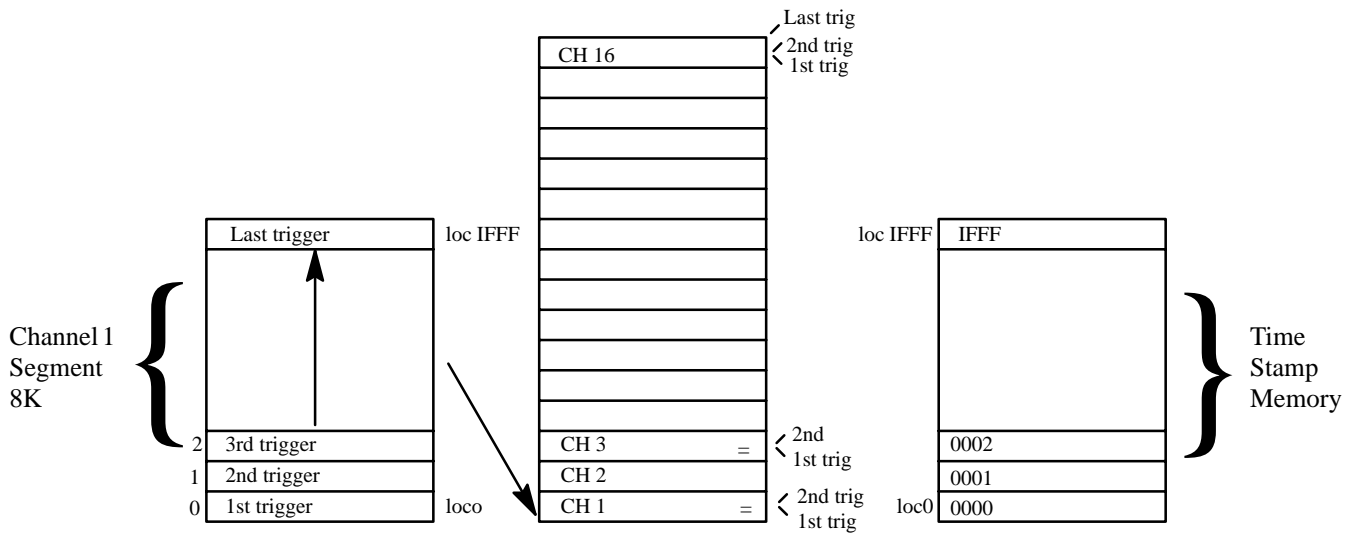 Last trig
2nd trig
1st trig
CH 16
Last trigger
loc IFFF
Channel 1
Segment
8K
2
3rd trigger
1
2nd trigger
0
1st trigger
loco
CH 3
=
2nd
1st trig
CH 2
CH 1
=
2nd trig
1st trig
loc IFFF
IFFF
Time
Stamp
Memory
0002
0001
loc0
0000